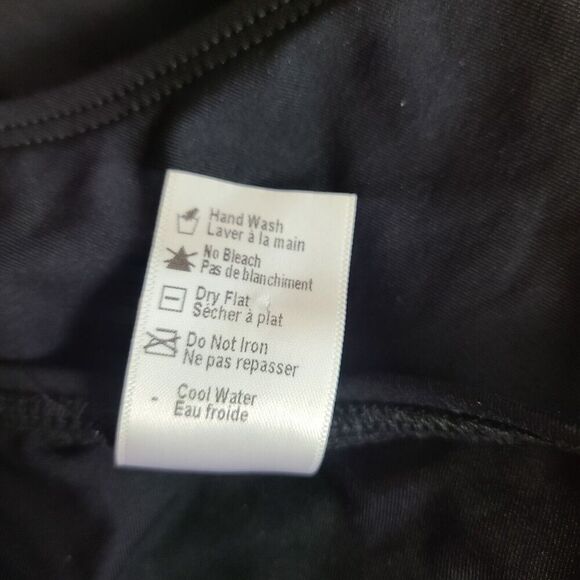 Hand Wash
Laver à la main
No Bleach
Pas de blanchiment
Dry Flat
Sécher à plat
Do Not Iron
Ne pas repasser
- Cool Water
Eau froide